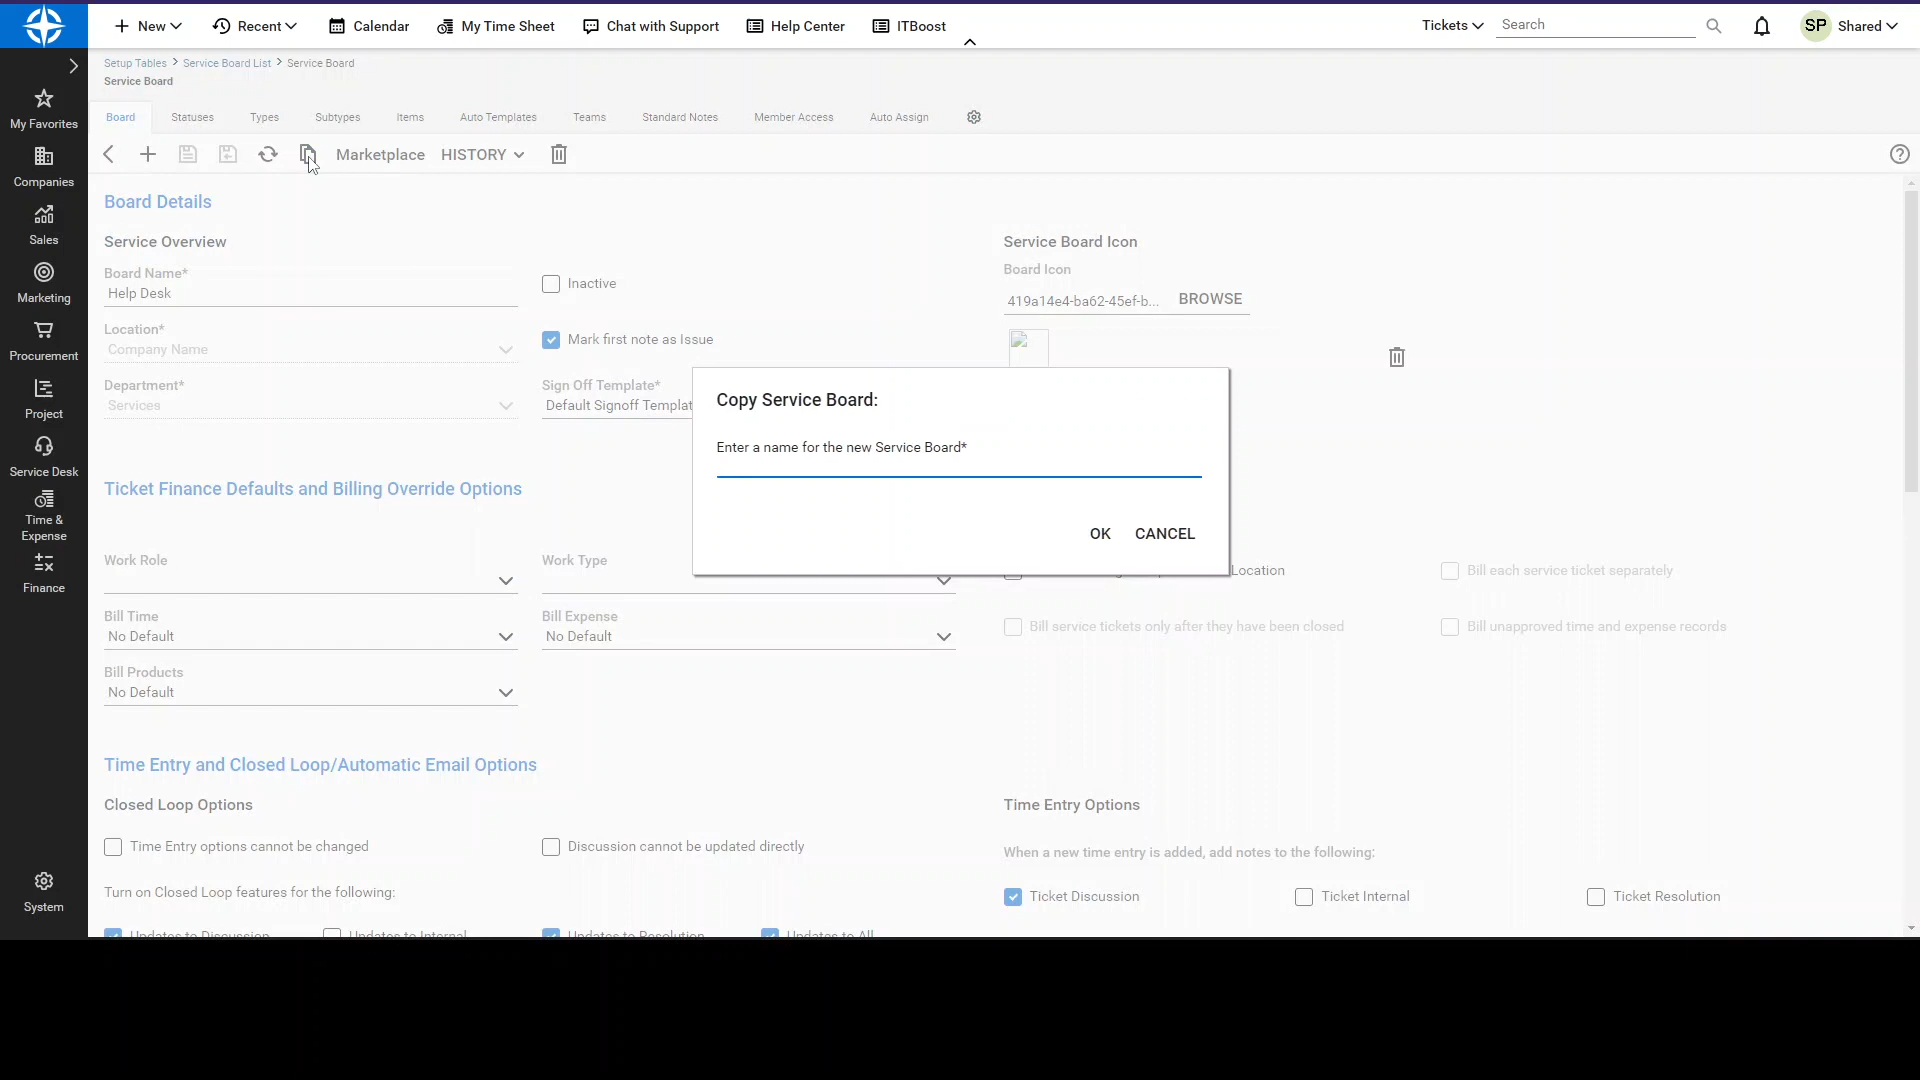 New
Recent
Calendar
My Time Sheet
Chat with Support
Help Center
ITBoost
Tickets
Search
SP
Shared
My Favorites
Companies
Sales
Marketing
Procurement
Project
Service Desk
Time &
Expense
Finance
System
Setup Tables > Service Board List > Service Board
Service Board
Board
Statuses
Types
Subtypes
Items
Auto Templates
Teams
Standard Notes
Member Access
Auto Assign
Marketplace
HISTORY
Board Details
Service Overview
Board Name*
Help Desk
Inactive
Location*
Company Name
Mark first note as Issue
Department*
Services
Sign Off Template*
Default Signoff Templat
Service Board Icon
Board Icon
419a14e4-ba62-45ef-b...
BROWSE
Copy Service Board:
Enter a name for the new Service Board*
OK
CANCEL
Ticket Finance Defaults and Billing Override Options
Work Role
Work Type
Location
Bill each service ticket separately
Bill Time
No Default
Bill Expense
No Default
Bill service tickets only after they have been closed
Bill unapproved time and expense records
Bill Products
No Default
Time Entry and Closed Loop/Automatic Email Options
Closed Loop Options
Time Entry options cannot be changed
Discussion cannot be updated directly
Turn on Closed Loop features for the following:
Updates to Discussion
Updates to Internal
Updates to Resolution
Updates to All
Time Entry Options
When a new time entry is added, add notes to the following:
Ticket Discussion
Ticket Internal
Ticket Resolution